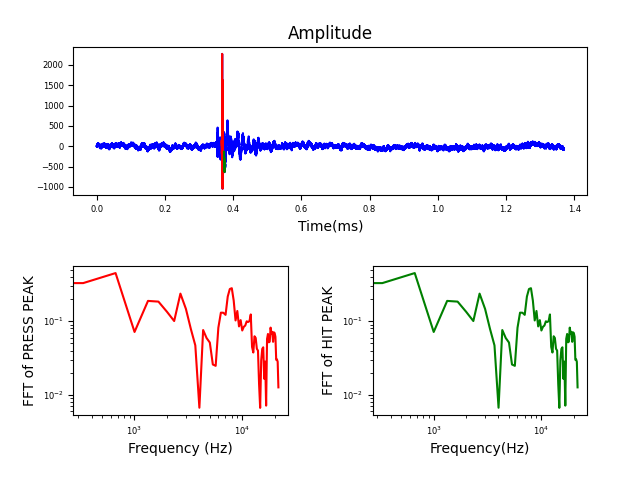 Amplitude
2000
1500
1000
500
0
−500
−1000
0.0 0.2 0.4 0.6 0.8 1.0 1.2 1.4
Time(ms)
FFT of PRESS PEAK
10⁻¹
10⁻²
10³ 10⁴
Frequency (Hz)
FFT of HIT PEAK
10⁻¹
10⁻²
10³ 10⁴
Frequency(Hz)